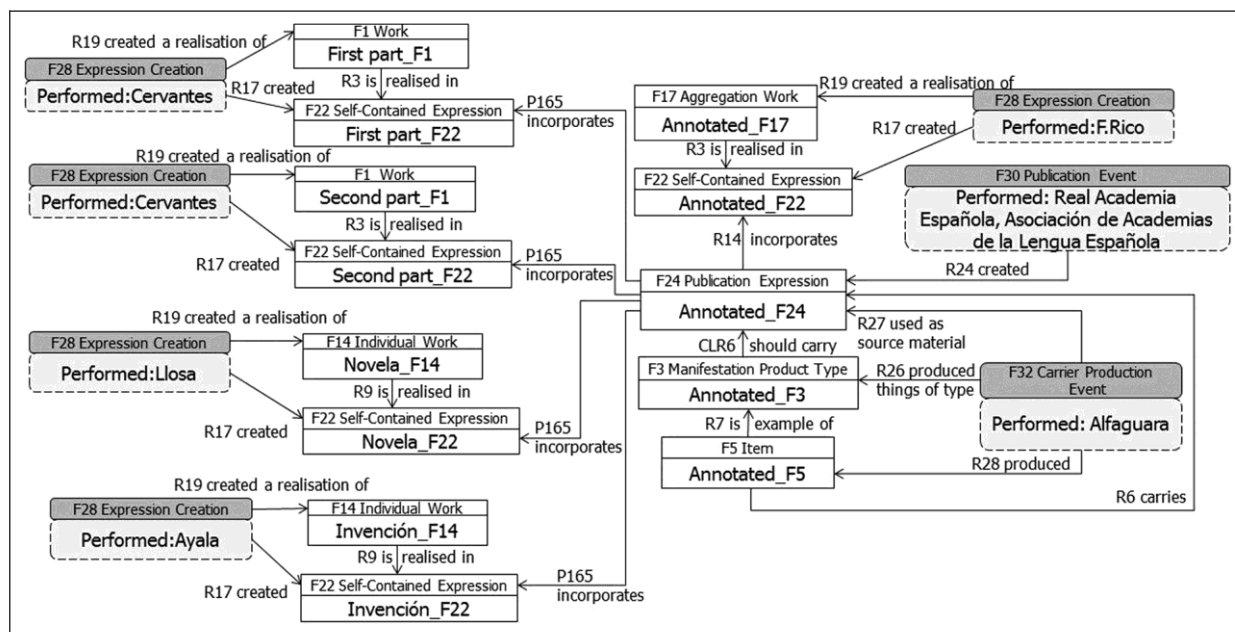 F1 Work
First part_F1
R19 created a realisation of
F28 Expression Creation
Performed:Cervantes
R17 created
R3 is realised in
F22 Self-Contained Expression
First part_F22
P165
incorporates
R19 created a realisation of
F28 Expression Creation
Performed:Cervantes
F1 Work
Second part_F1
R3 is realised in
R17 created
F22 Self-Contained Expression
Second part_F22
P165
incorporates
R19 created a realisation of
F28 Expression Creation
Performed:Llosa
F14 Individual Work
Novela_F14
R9 is realised in
R17 created
F22 Self-Contained Expression
Novela_F22
P165
incorporates
R19 created a realisation of
F28 Expression Creation
Performed:Ayala
F14 Individual Work
Invención_F14
R9 is realised in
R17 created
F22 Self-Contained Expression
Invención_F22
P165
incorporates
F17 Aggregation Work
Annotated_F17
R19 created a realisation of
F28 Expression Creation
Performed:F.Rico
R17 created
R3 is realised in
F22 Self-Contained Expression
Annotated_F22
F30 Publication Event
Performed: Real Academia
Española, Asociación de Academias
de la Lengua Española
R14 incorporates
R24 created
F24 Publication Expression
Annotated_F24
R27 used as
source material
CLR6 should carry
F3 Manifestation Product Type
Annotated_F3
R26 produced
things of type
F32 Carrier Production
Event
Performed: Alfaguara
R7 is example of
F5 Item
Annotated_F5
R28 produced
R6 carries